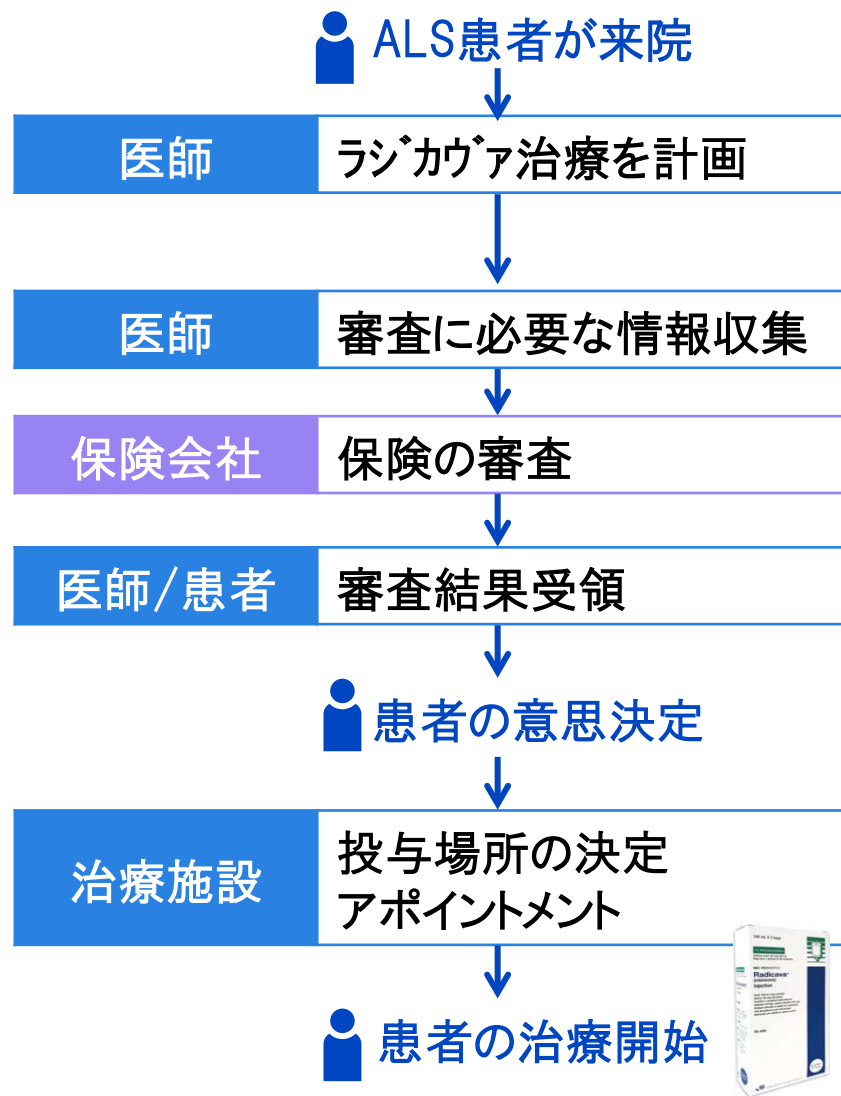 ALS患者が来院
医師
ラジカヴァ治療を計画
医師
審査に必要な情報収集
保険会社
保険の審査
医師/患者
審査結果受領
患者の意思決定
治療施設
投与場所の決定
アポイントメント
患者の治療開始
Radicava
Injection